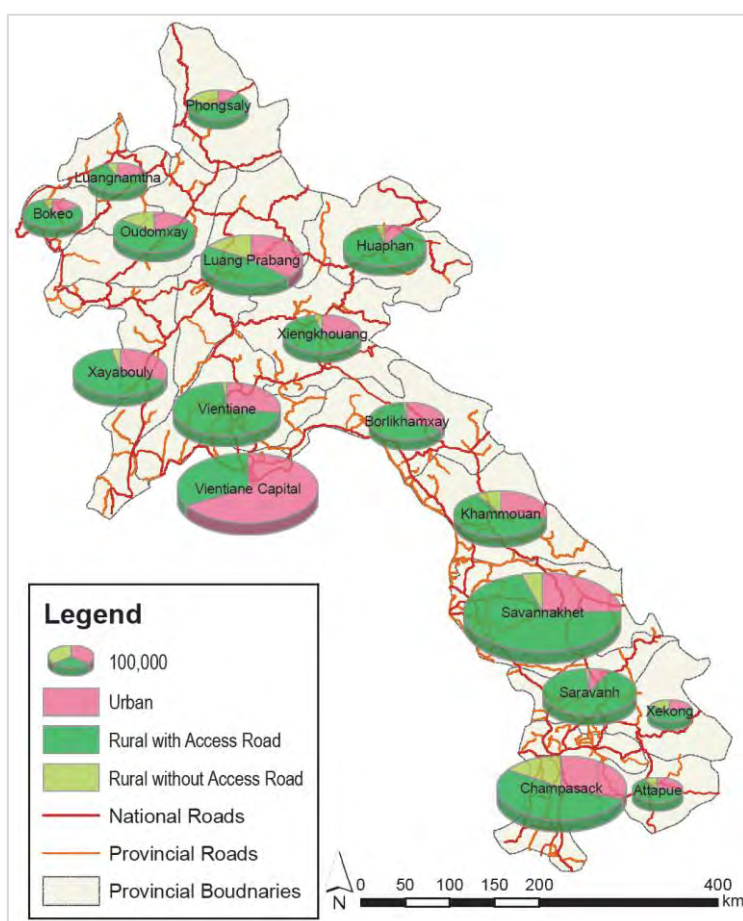 Phongsaly
Luangnamtha
Bokeo
Oudomxay
Luang Prabang
Huaphan
Xiengkhouang
Xayabouly
Vientiane
Borlikhamxay
Vientiane Capital
Khammouan
Savannakhet
Saravanh
Xekong
Champasack
Attapue
Legend
100,000
Urban
Rural with Access Road
Rural without Access Road
National Roads
Provincial Roads
Provincial Boudnaries
N
0 50 100 150 200 400
km